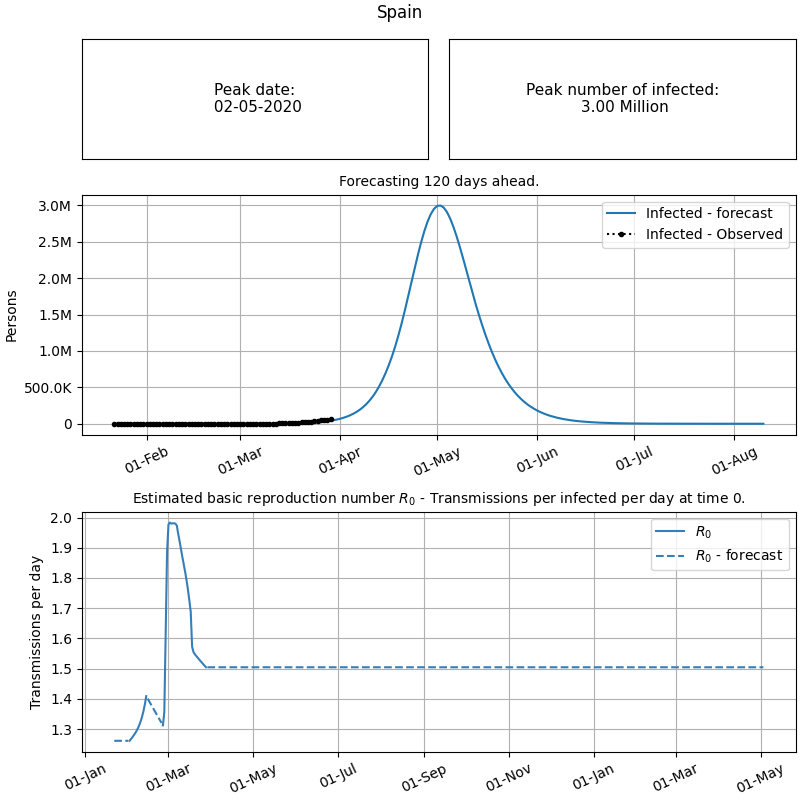 Spain
Peak date:
02-05-2020
Peak number of infected:
3.00 Million
Forecasting 120 days ahead.
Persons
3.0M
2.5M
2.0M
1.5M
1.0M
500.0K
0
Infected - forecast
Infected - Observed
01-Feb
01-Mar
01-Apr
01-May
01-Jun
01-Jul
01-Aug
Estimated basic reproduction number R₀ - Transmissions per infected per day at time 0.
Transmissions per day
2.0
1.9
1.8
1.7
1.6
1.5
1.4
1.3
R₀
R₀ - forecast
01-Jan
01-Mar
01-May
01-Jul
01-Sep
01-Nov
01-Jan
01-Mar
01-May